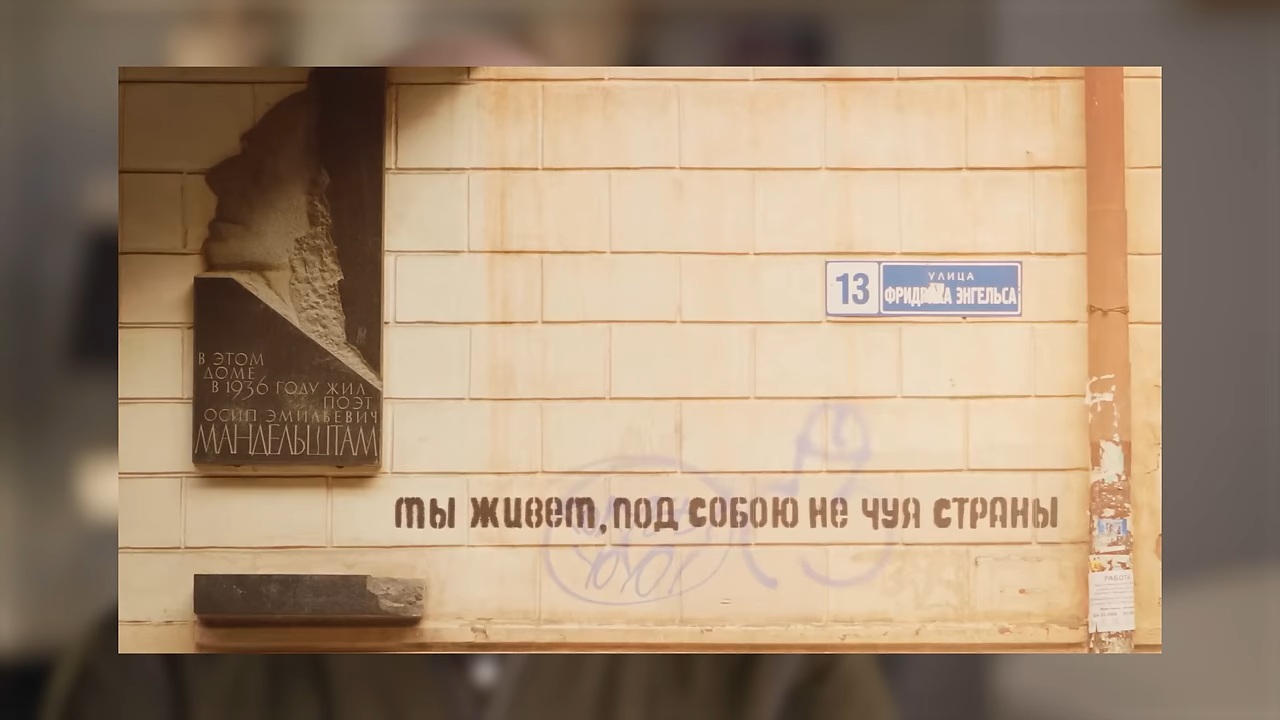 В ЭТОМ
ДОМЕ
В 1936 ГОДУ ЖИЛ
ПОЭТ
ОСИП ЭМИЛЬЕВИЧ
МАНДЕЛЬШТАМ
13
УЛИЦА
ЭНГЕЛЬСА
мы живем, под собою не чуя страны
РАБОТА